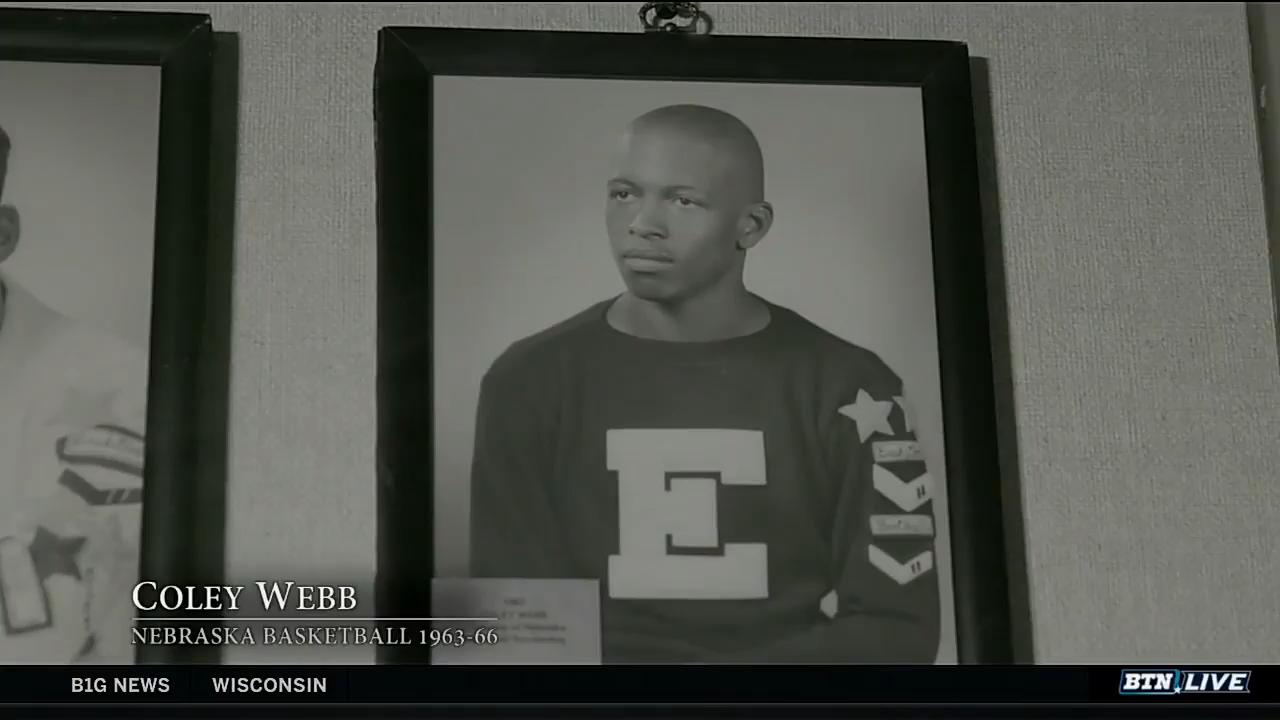 E
COLEY WEBB
NEBRASKA BASKETBALL 1963-66
B1G NEWS WISCONSIN
BTN LIVE